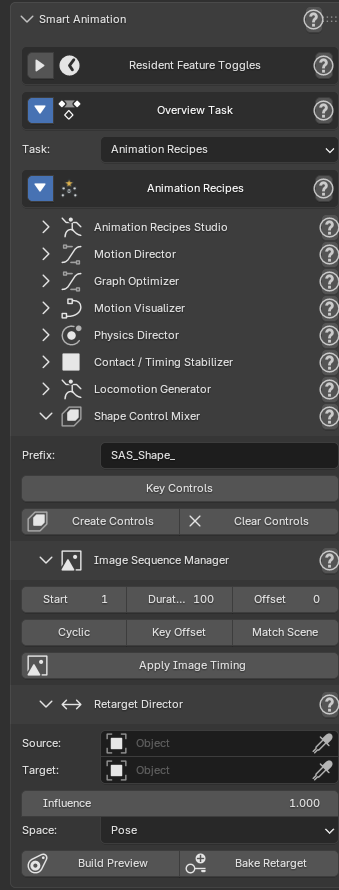 Smart Animation
Resident Feature Toggles
Overview Task
Task: Animation Recipes
Animation Recipes
Animation Recipes Studio
Motion Director
Graph Optimizer
Motion Visualizer
Physics Director
Contact / Timing Stabilizer
Locomotion Generator
Shape Control Mixer
Prefix: SAS_Shape_
Key Controls
Create Controls Clear Controls
Image Sequence Manager
Start 1 Durat... 100 Offset 0
Cyclic Key Offset Match Scene
Apply Image Timing
Retarget Director
Source: Object
Target: Object
Influence 1.000
Space: Pose
Build Preview Bake Retarget